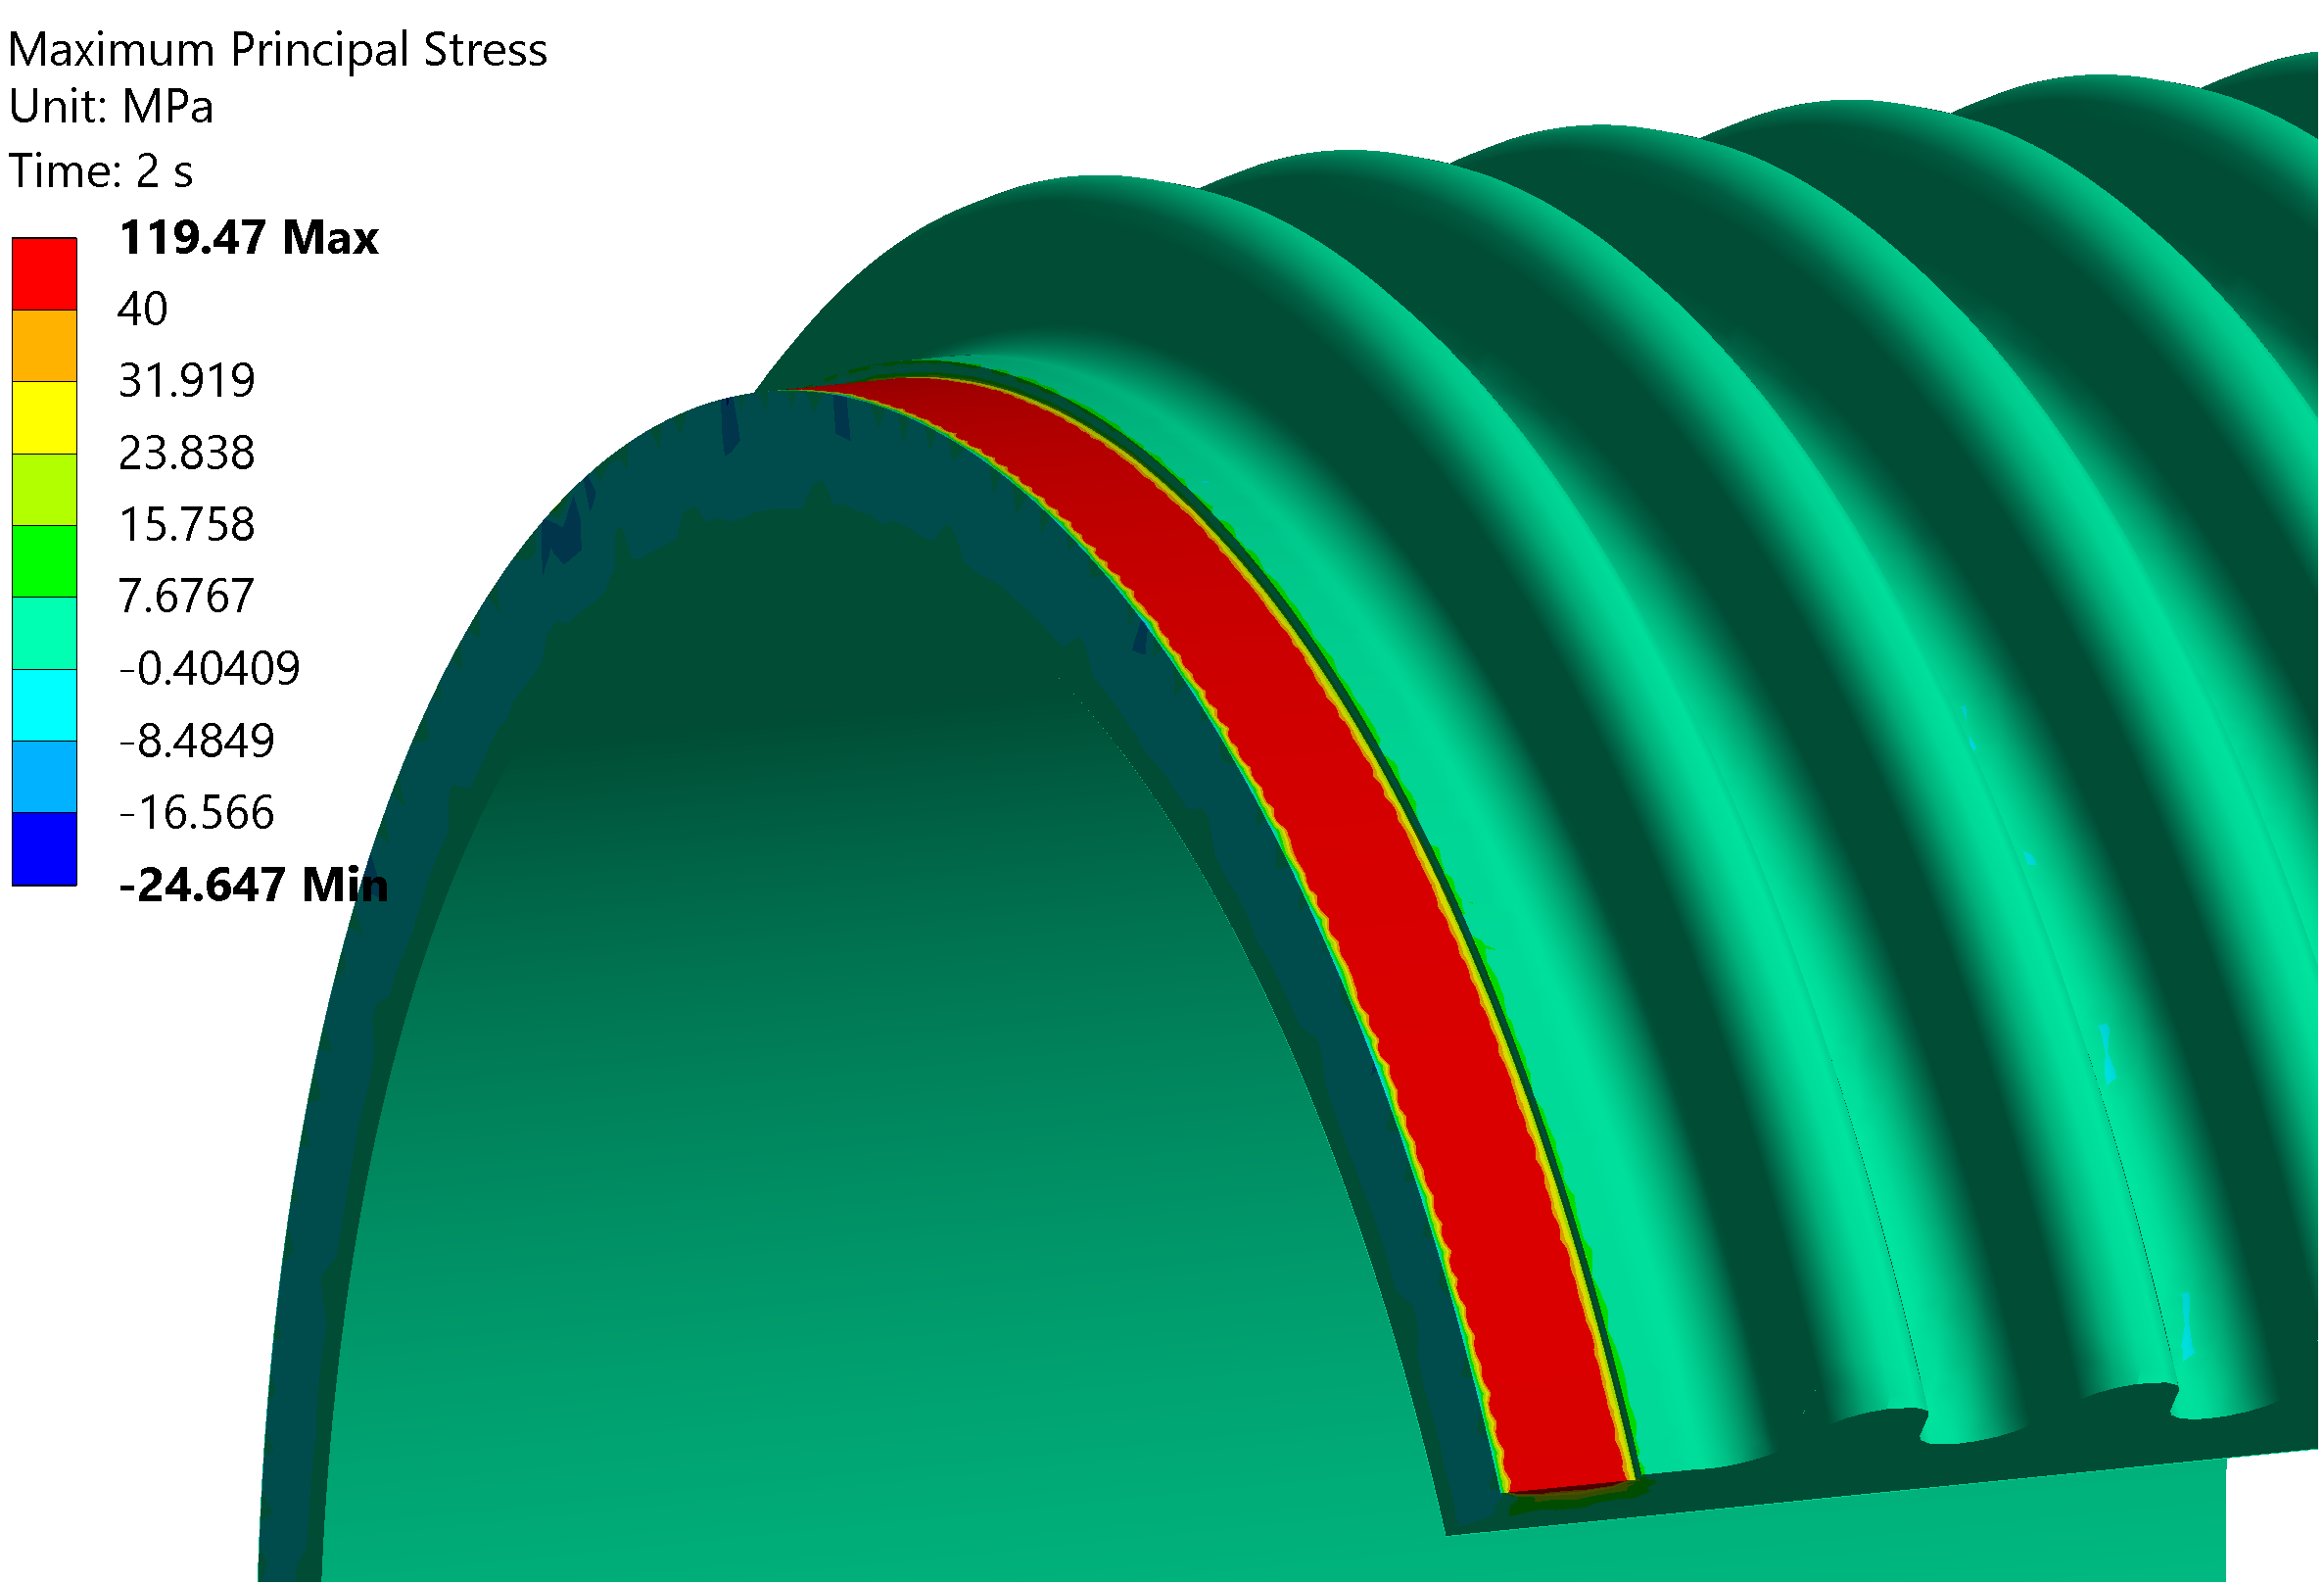 Maximum Principal Stress
Unit: MPa
Time: 2 s
119.47 Max
40
31.919
23.838
15.758
7.6767
-0.40409
-8.4849
-16.566
-24.647 Min